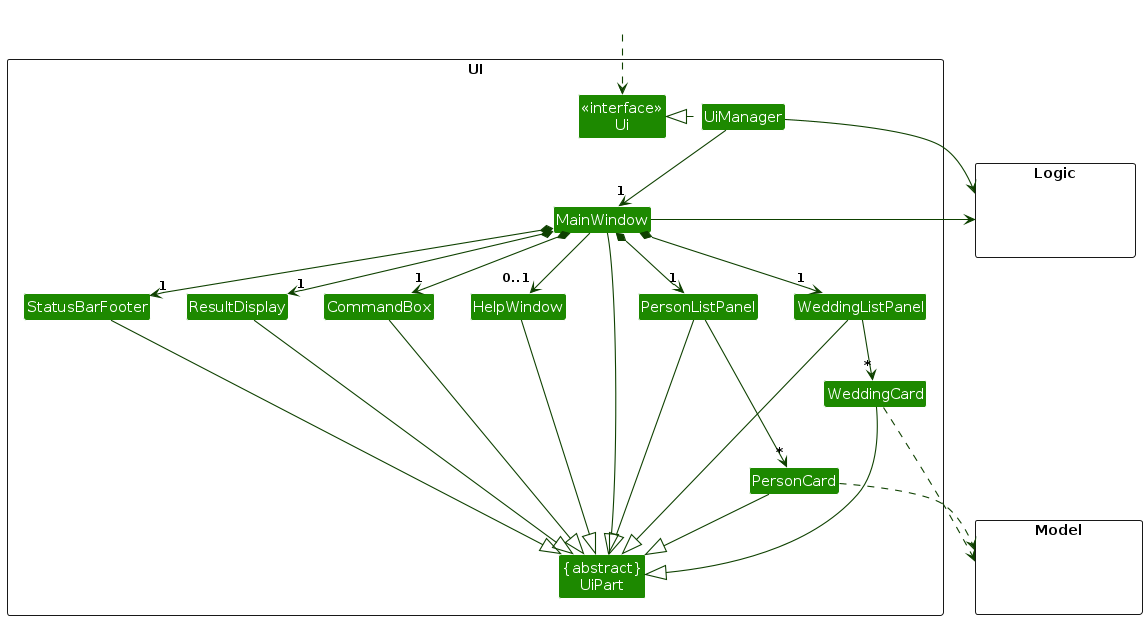 UI
«interface»
Ui
UiManager
Logic
1
MainWindow
1
1
1
0..1
1
1
StatusBarFooter
ResultDisplay
CommandBox
HelpWindow
PersonListPanel
WeddingListPanel
*
WeddingCard
*
PersonCard
Model
{abstract}
UiPart